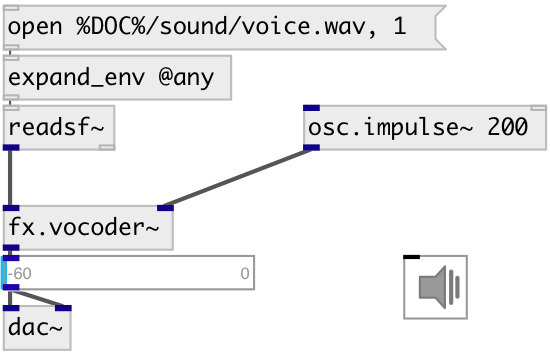 open %DOC%/sound/voice.wav, 1
expand_env @any
readsf~
osc.impulse~ 200
fx.vocoder~
-60 0
dac~